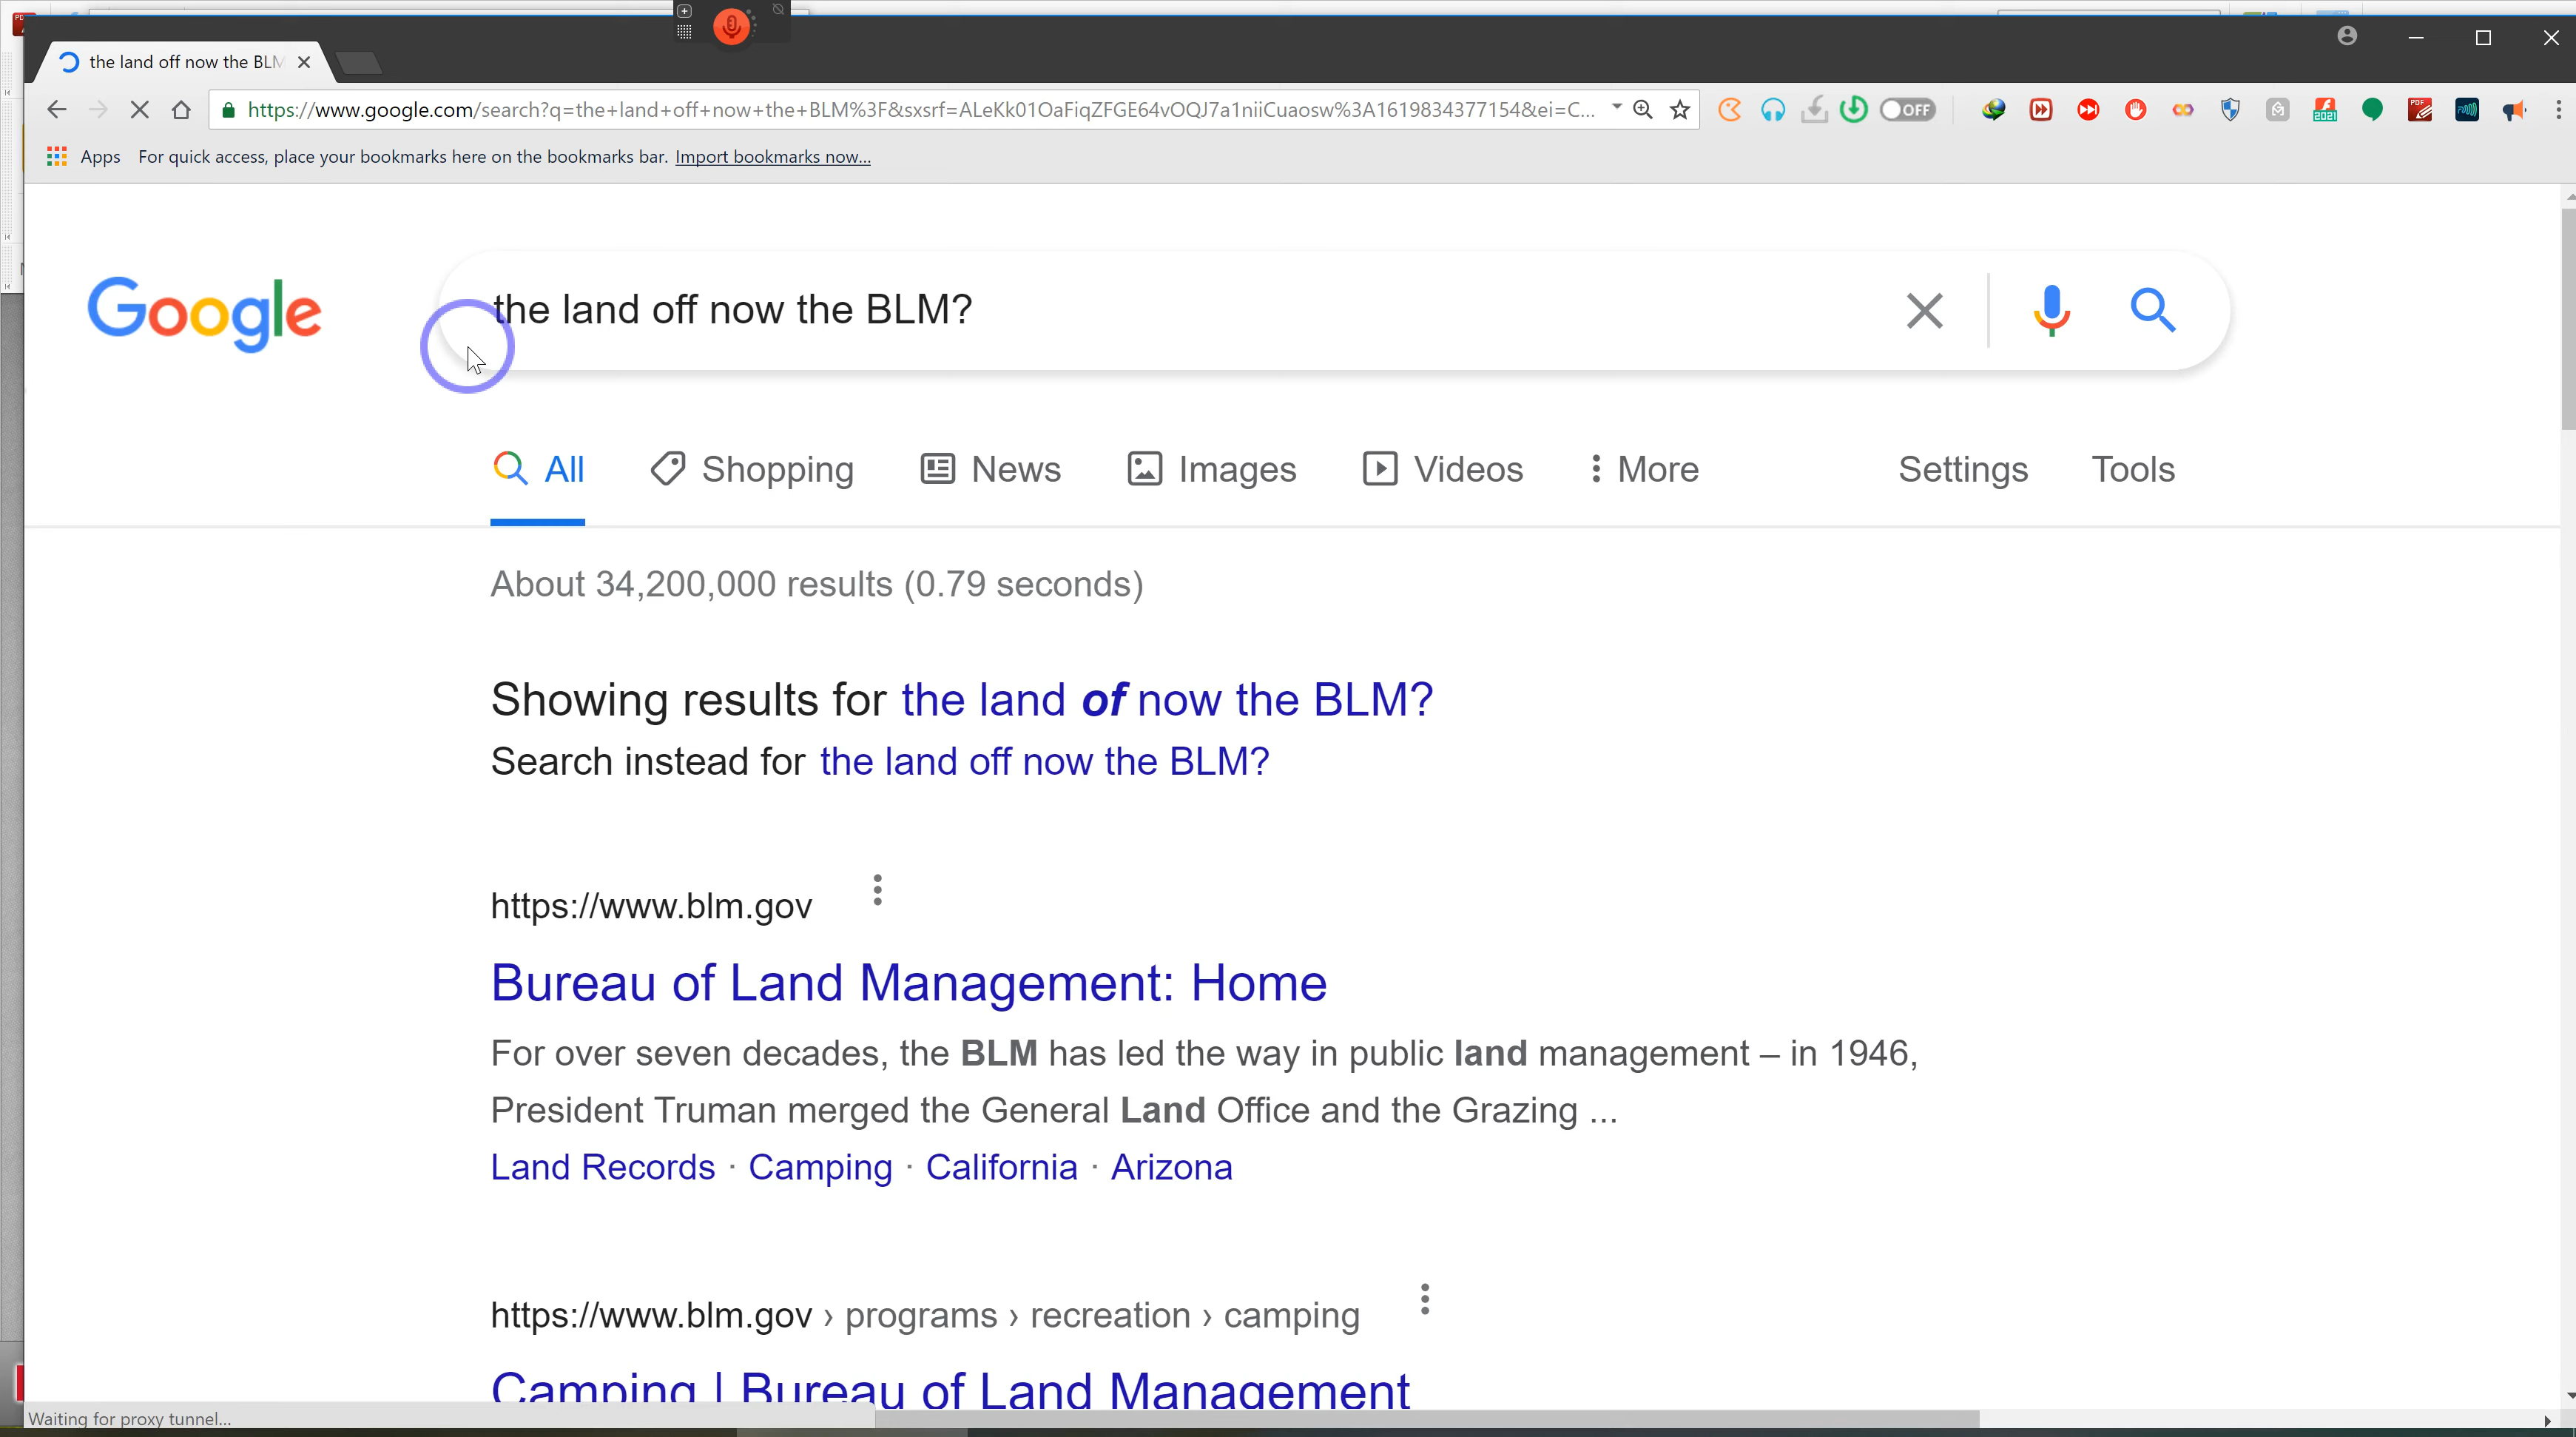 the land off now the BLM
https://www.google.com/search?q=the+land+off+now+the+BLM%3F&sxsrf=ALeKk01OaFiqZFGE64vOQJ7a1niiCuaosw%3A1619834377154&ei=C...
OFF
2021
PDF
Apps For quick access, place your bookmarks here on the bookmarks bar. Import bookmarks now...
Google
the land off now the BLM?
All Shopping News Images Videos More Settings Tools
About 34,200,000 results (0.79 seconds)
Showing results for the land of now the BLM?
Search instead for the land off now the BLM?
https://www.blm.gov
Bureau of Land Management: Home
For over seven decades, the BLM has led the way in public land management – in 1946,
President Truman merged the General Land Office and the Grazing ...
Land Records · Camping · California · Arizona
https://www.blm.gov › programs › recreation › camping
Camping | Bureau of Land Management
Waiting for proxy tunnel...